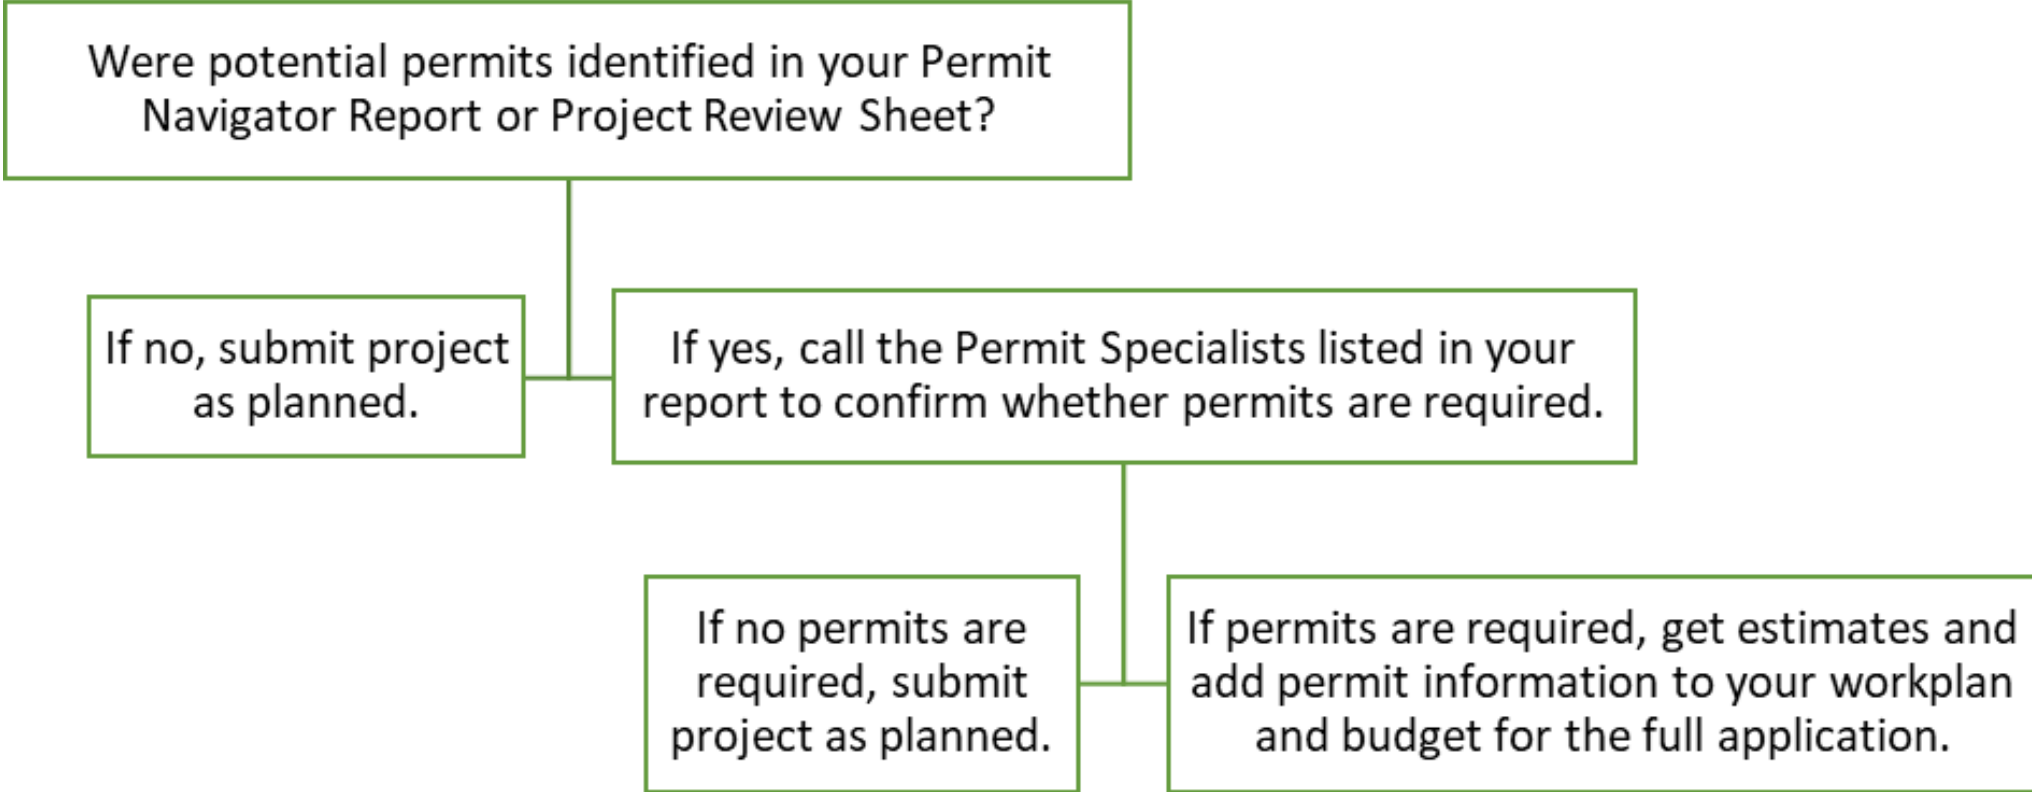 Were potential permits identified in your Permit
Navigator Report or Project Review Sheet?
If no, submit project
as planned.
If yes, call the Permit Specialists listed in your
report to confirm whether permits are required.
If no permits are
required, submit
project as planned.
If permits are required, get estimates and
add permit information to your workplan
and budget for the full application.